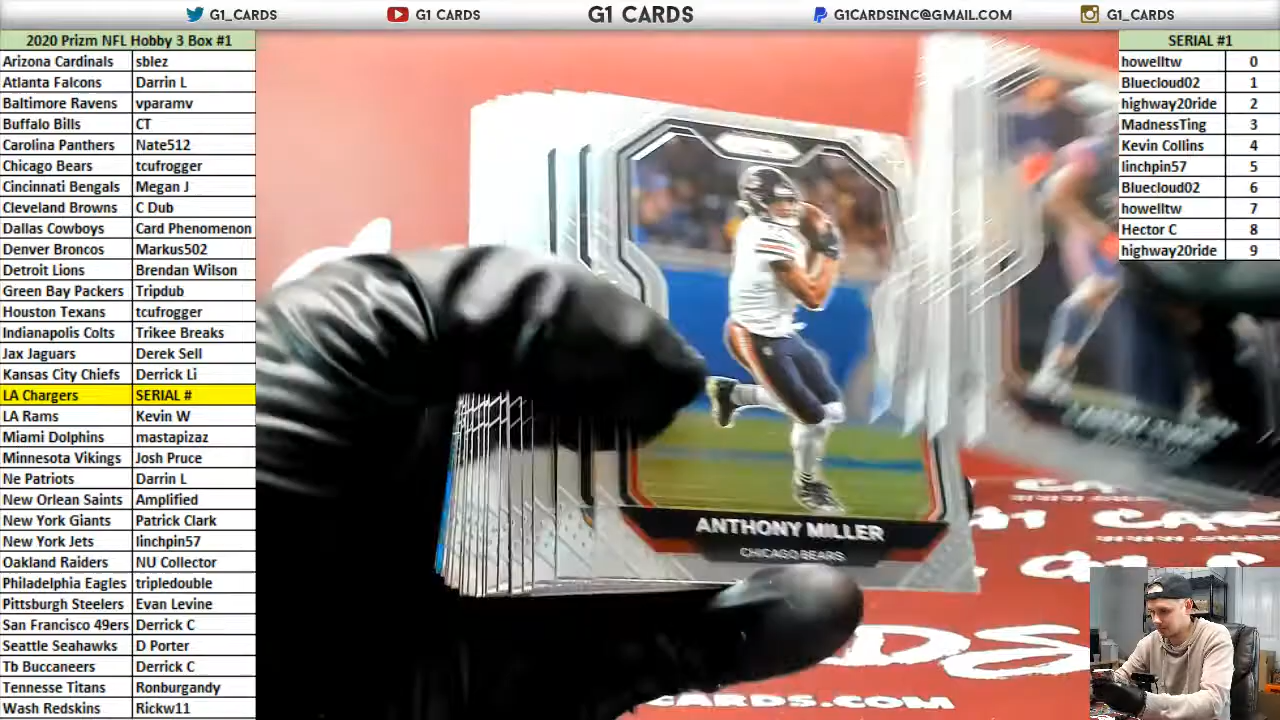 G1_CARDS
G1 CARDS
G1 CARDS
G1CARDSINC@GMAIL.COM
G1_CARDS
2020 Prizm NFL Hobby 3 Box #1
Arizona Cardinals sblez
Atlanta Falcons Darrin L
Baltimore Ravens vparamv
Buffalo Bills CT
Carolina Panthers Nate512
Chicago Bears tcufrogger
Cincinnati Bengals Megan J
Cleveland Browns C Dub
Dallas Cowboys Card Phenomenon
Denver Broncos Markus502
Detroit Lions Brendan Wilson
Green Bay Packers Tripdub
Houston Texans tcufrogger
Indianapolis Colts Trikee Breaks
Jax Jaguars Derek Sell
Kansas City Chiefs Derrick Li
LA Chargers SERIAL #
LA Rams Kevin W
Miami Dolphins mastapizaz
Minnesota Vikings Josh Pruce
Ne Patriots Darrin L
New Orlean Saints Amplified
New York Giants Patrick Clark
New York Jets linchpin57
Oakland Raiders NU Collector
Philadelphia Eagles tripledouble
Pittsburgh Steelers Evan Levine
San Francisco 49ers Derrick C
Seattle Seahawks D Porter
Tb Buccaneers Derrick C
Tennesse Titans Ronburgandy
Wash Redskins Rickw11
SERIAL #1
howelltw 0
Bluecloud02 1
highway20ride 2
MadnessTing 3
Kevin Collins 4
linchpin57 5
Bluecloud02 6
howelltw 7
Hector C 8
highway20ride 9
ANTHONY MILLER
CHICAGO BEARS